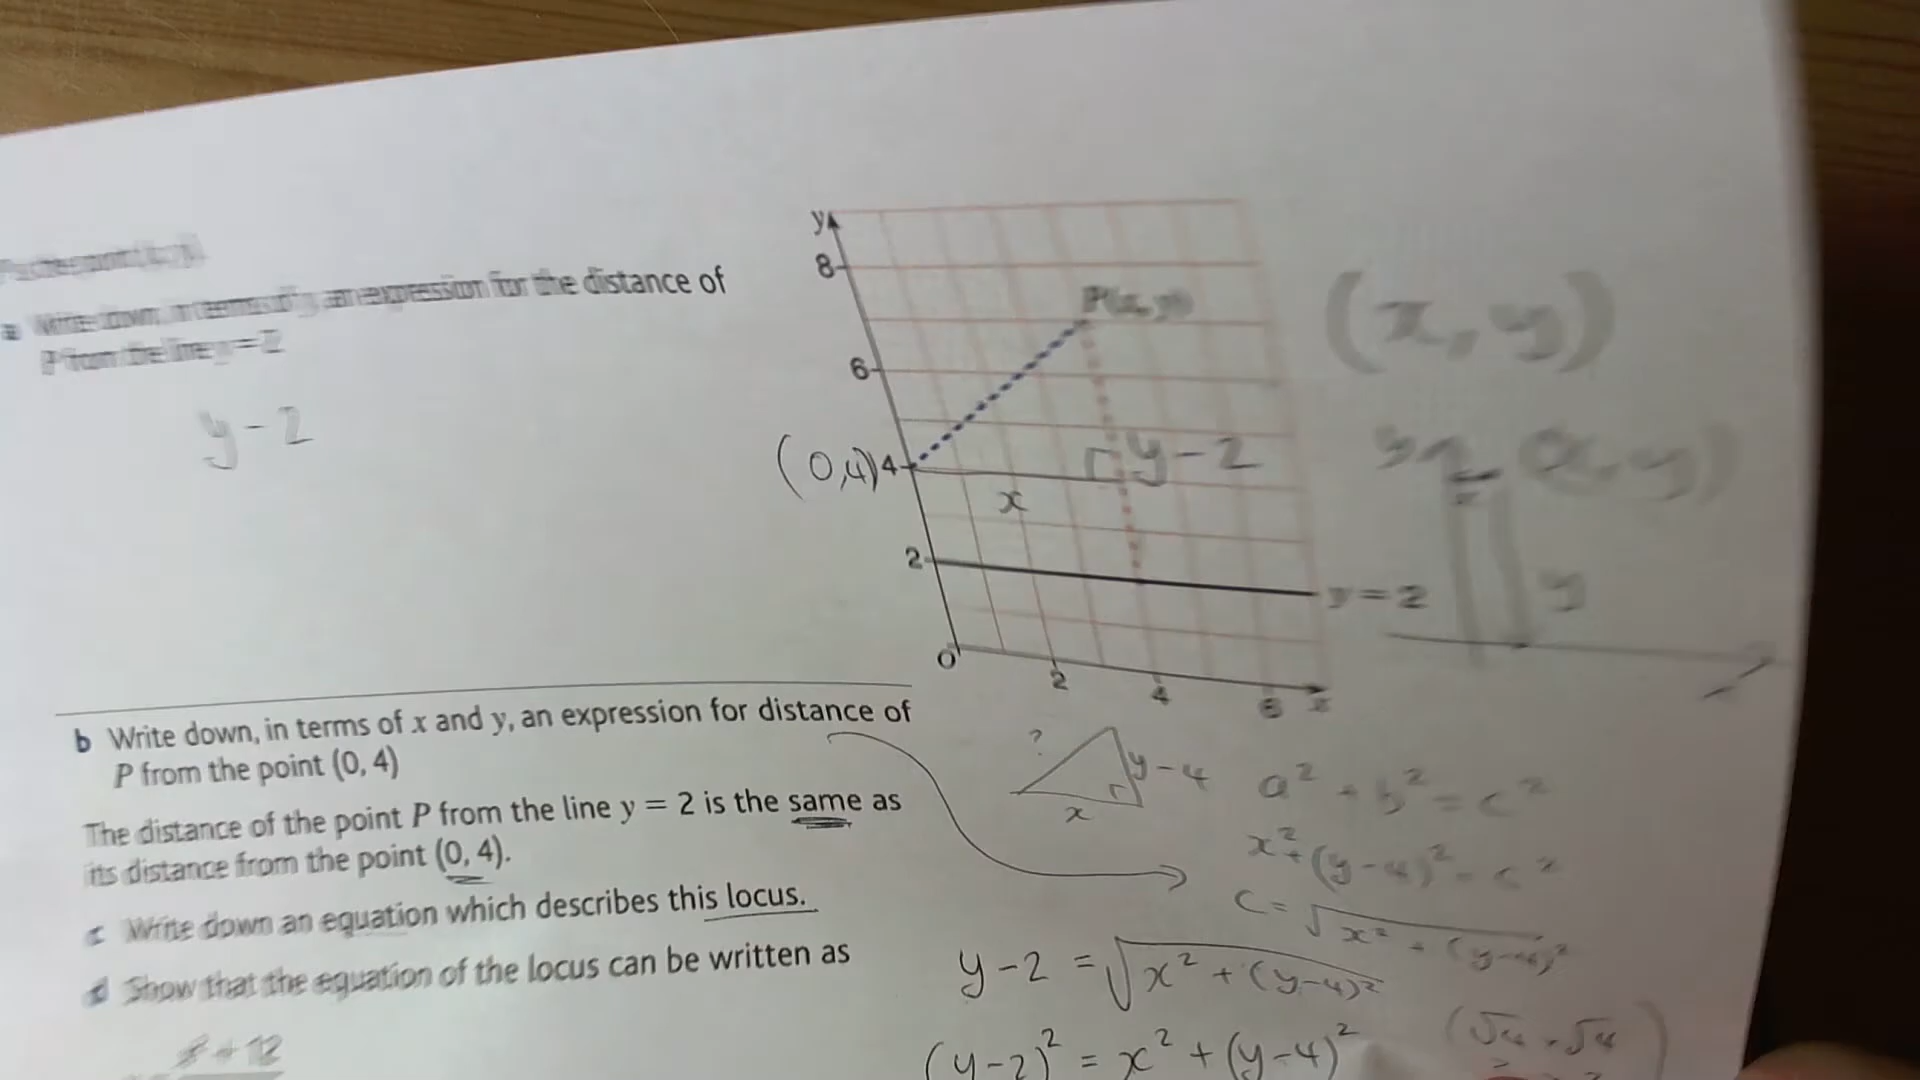 a Write down, in terms of y, an expression for the distance of
P from the line y = 2
y - 2
y
8
P(x, y)
6
(0,4) 4
y - 2
x
2
y = 2
0
2
4
6
x
(x, y)
(x, y)
y
b Write down, in terms of x and y, an expression for distance of
P from the point (0, 4)
The distance of the point P from the line y = 2 is the same as
its distance from the point (0, 4).
c Write down an equation which describes this locus.
d Show that the equation of the locus can be written as
+ 12
?
y - 4
x
a² + b² = c²
x² + (y - 4)² = c²
c = √x² + (y-4)²
y - 2 = √x² + (y-4)²
(y-2)² = x² + (y-4)²
(√4 · √4